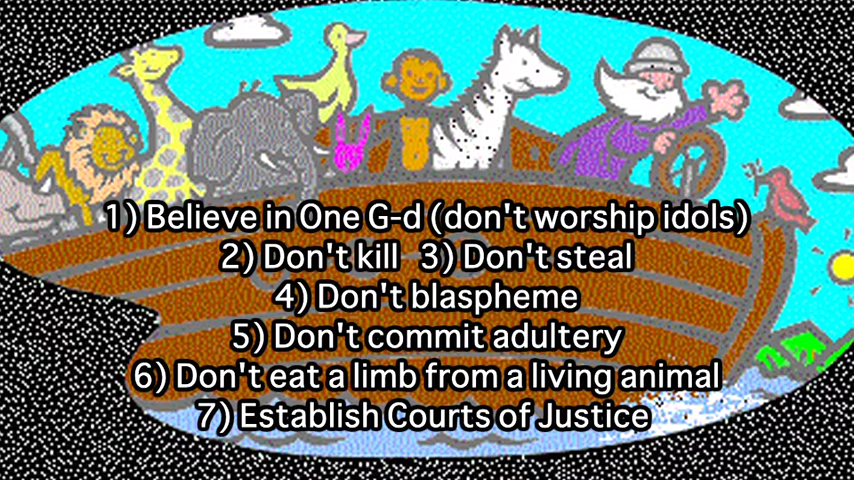 1) Believe in One G-d (don't worship idols)
2) Don't kill 3) Don't steal
4) Don't blaspheme
5) Don't commit adultery
6) Don't eat a limb from a living animal
7) Establish Courts of Justice